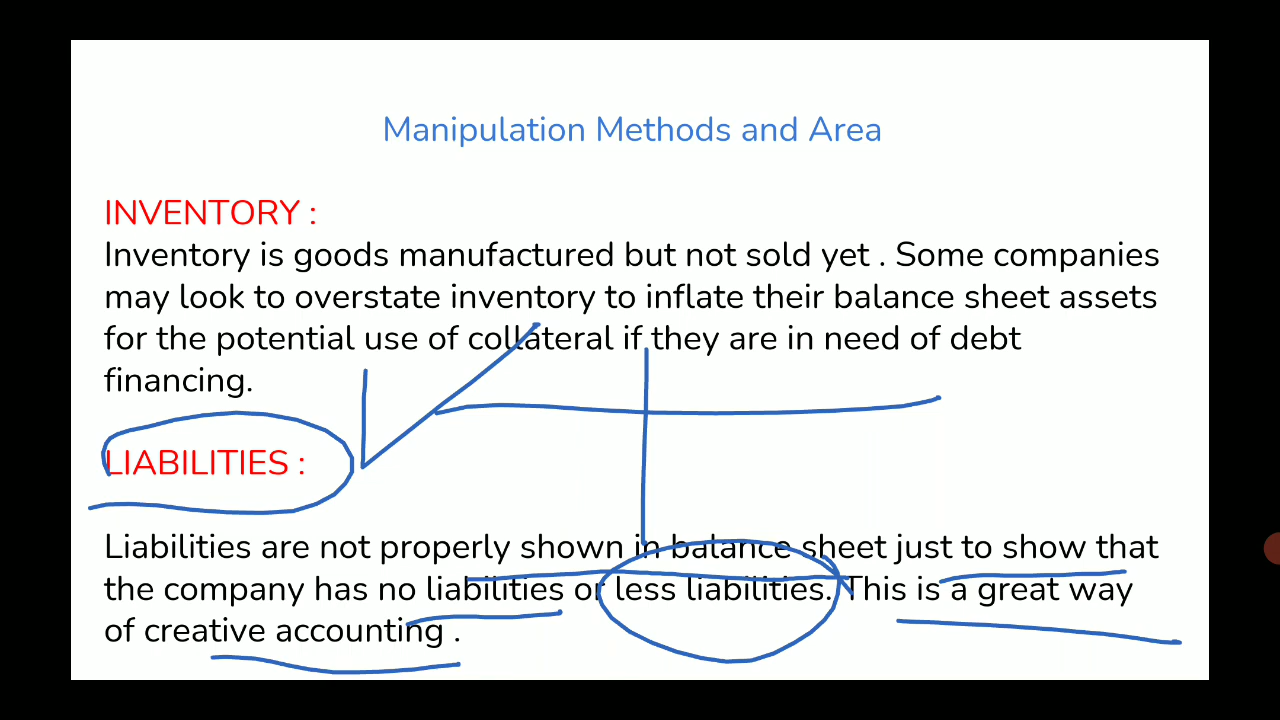 Manipulation Methods and Area
INVENTORY :
Inventory is goods manufactured but not sold yet . Some companies
may look to overstate inventory to inflate their balance sheet assets
for the potential use of collateral if they are in need of debt
financing.
LIABILITIES :
Liabilities are not properly shown in balance sheet just to show that
the company has no liabilities or less liabilities. This is a great way
of creative accounting .